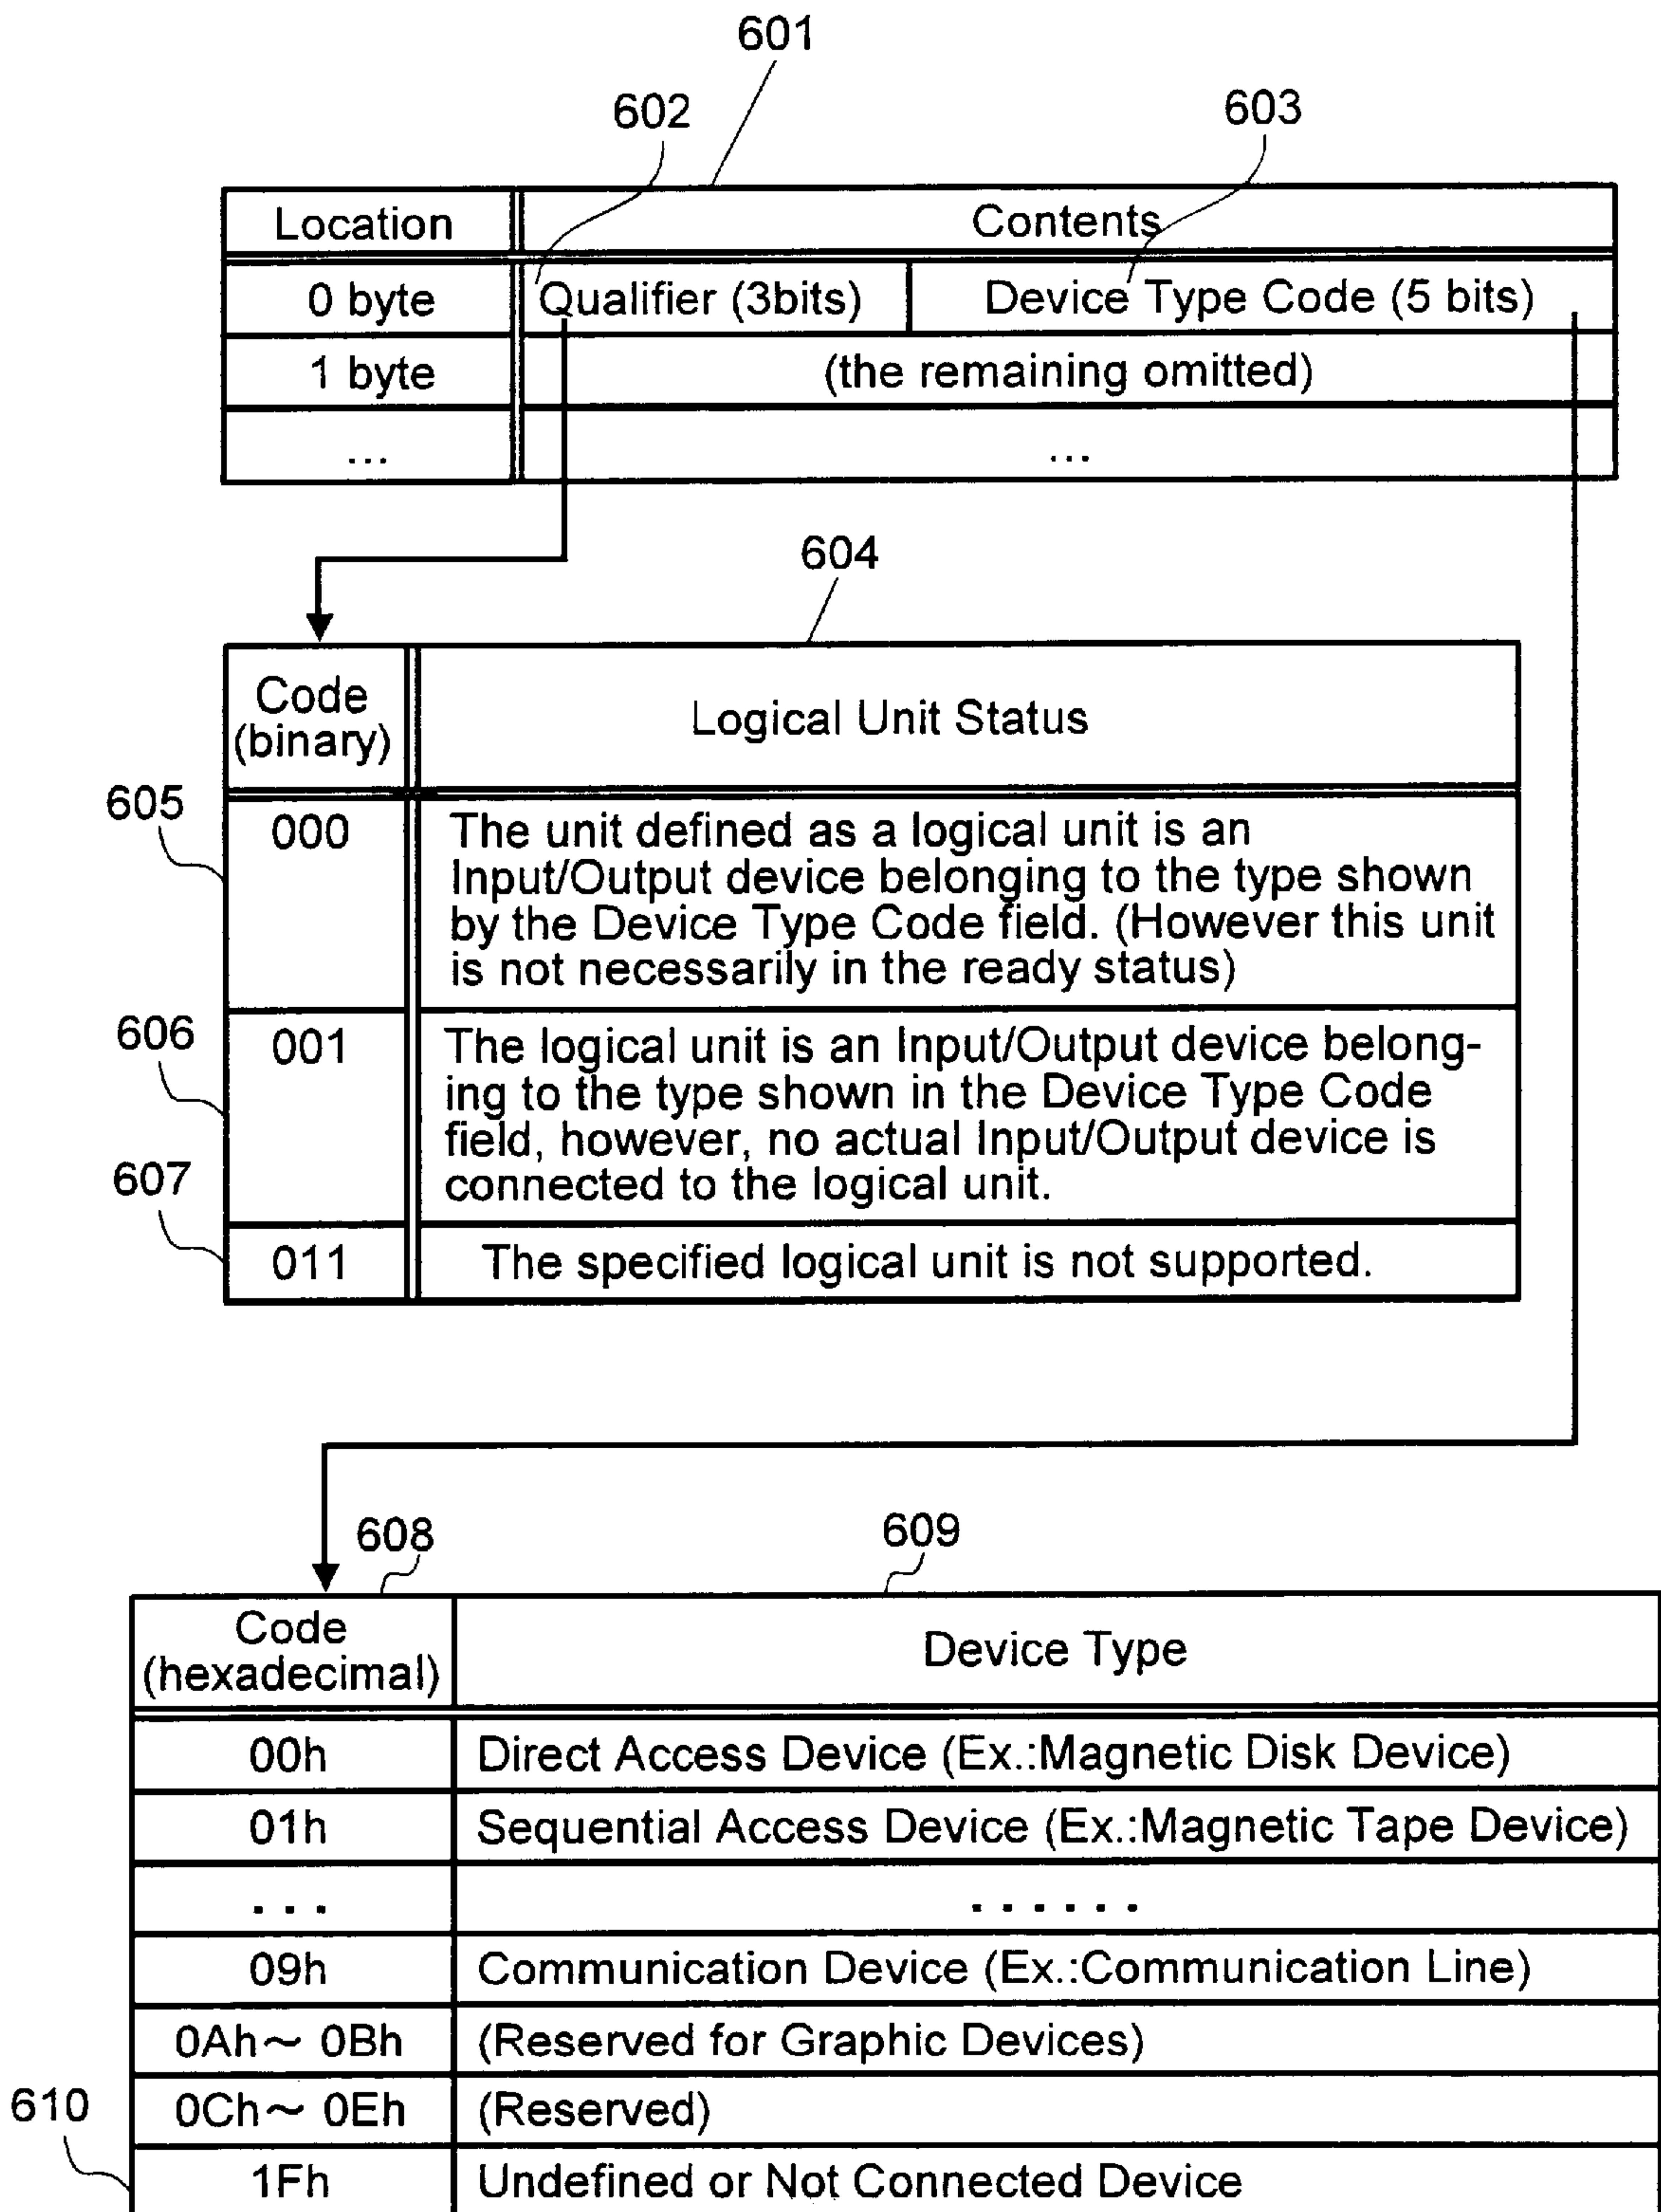 601
602
603
Location Contents
0 byte Qualifier (3bits) Device Type Code (5 bits)
1 byte (the remaining omitted)
... ...
604
Code
(binary)
Logical Unit Status
605
000 The unit defined as a logical unit is an
Input/Output device belonging to the type shown
by the Device Type Code field. (However this unit
is not necessarily in the ready status)
606
001 The logical unit is an Input/Output device belong-
ing to the type shown in the Device Type Code
field, however, no actual Input/Output device is
connected to the logical unit.
607
011 The specified logical unit is not supported.
608
609
Code
(hexadecimal)
Device Type
00h Direct Access Device (Ex.:Magnetic Disk Device)
01h Sequential Access Device (Ex.:Magnetic Tape Device)
... ......
09h Communication Device (Ex.:Communication Line)
0Ah～ 0Bh (Reserved for Graphic Devices)
610
0Ch～ 0Eh (Reserved)
1Fh Undefined or Not Connected Device